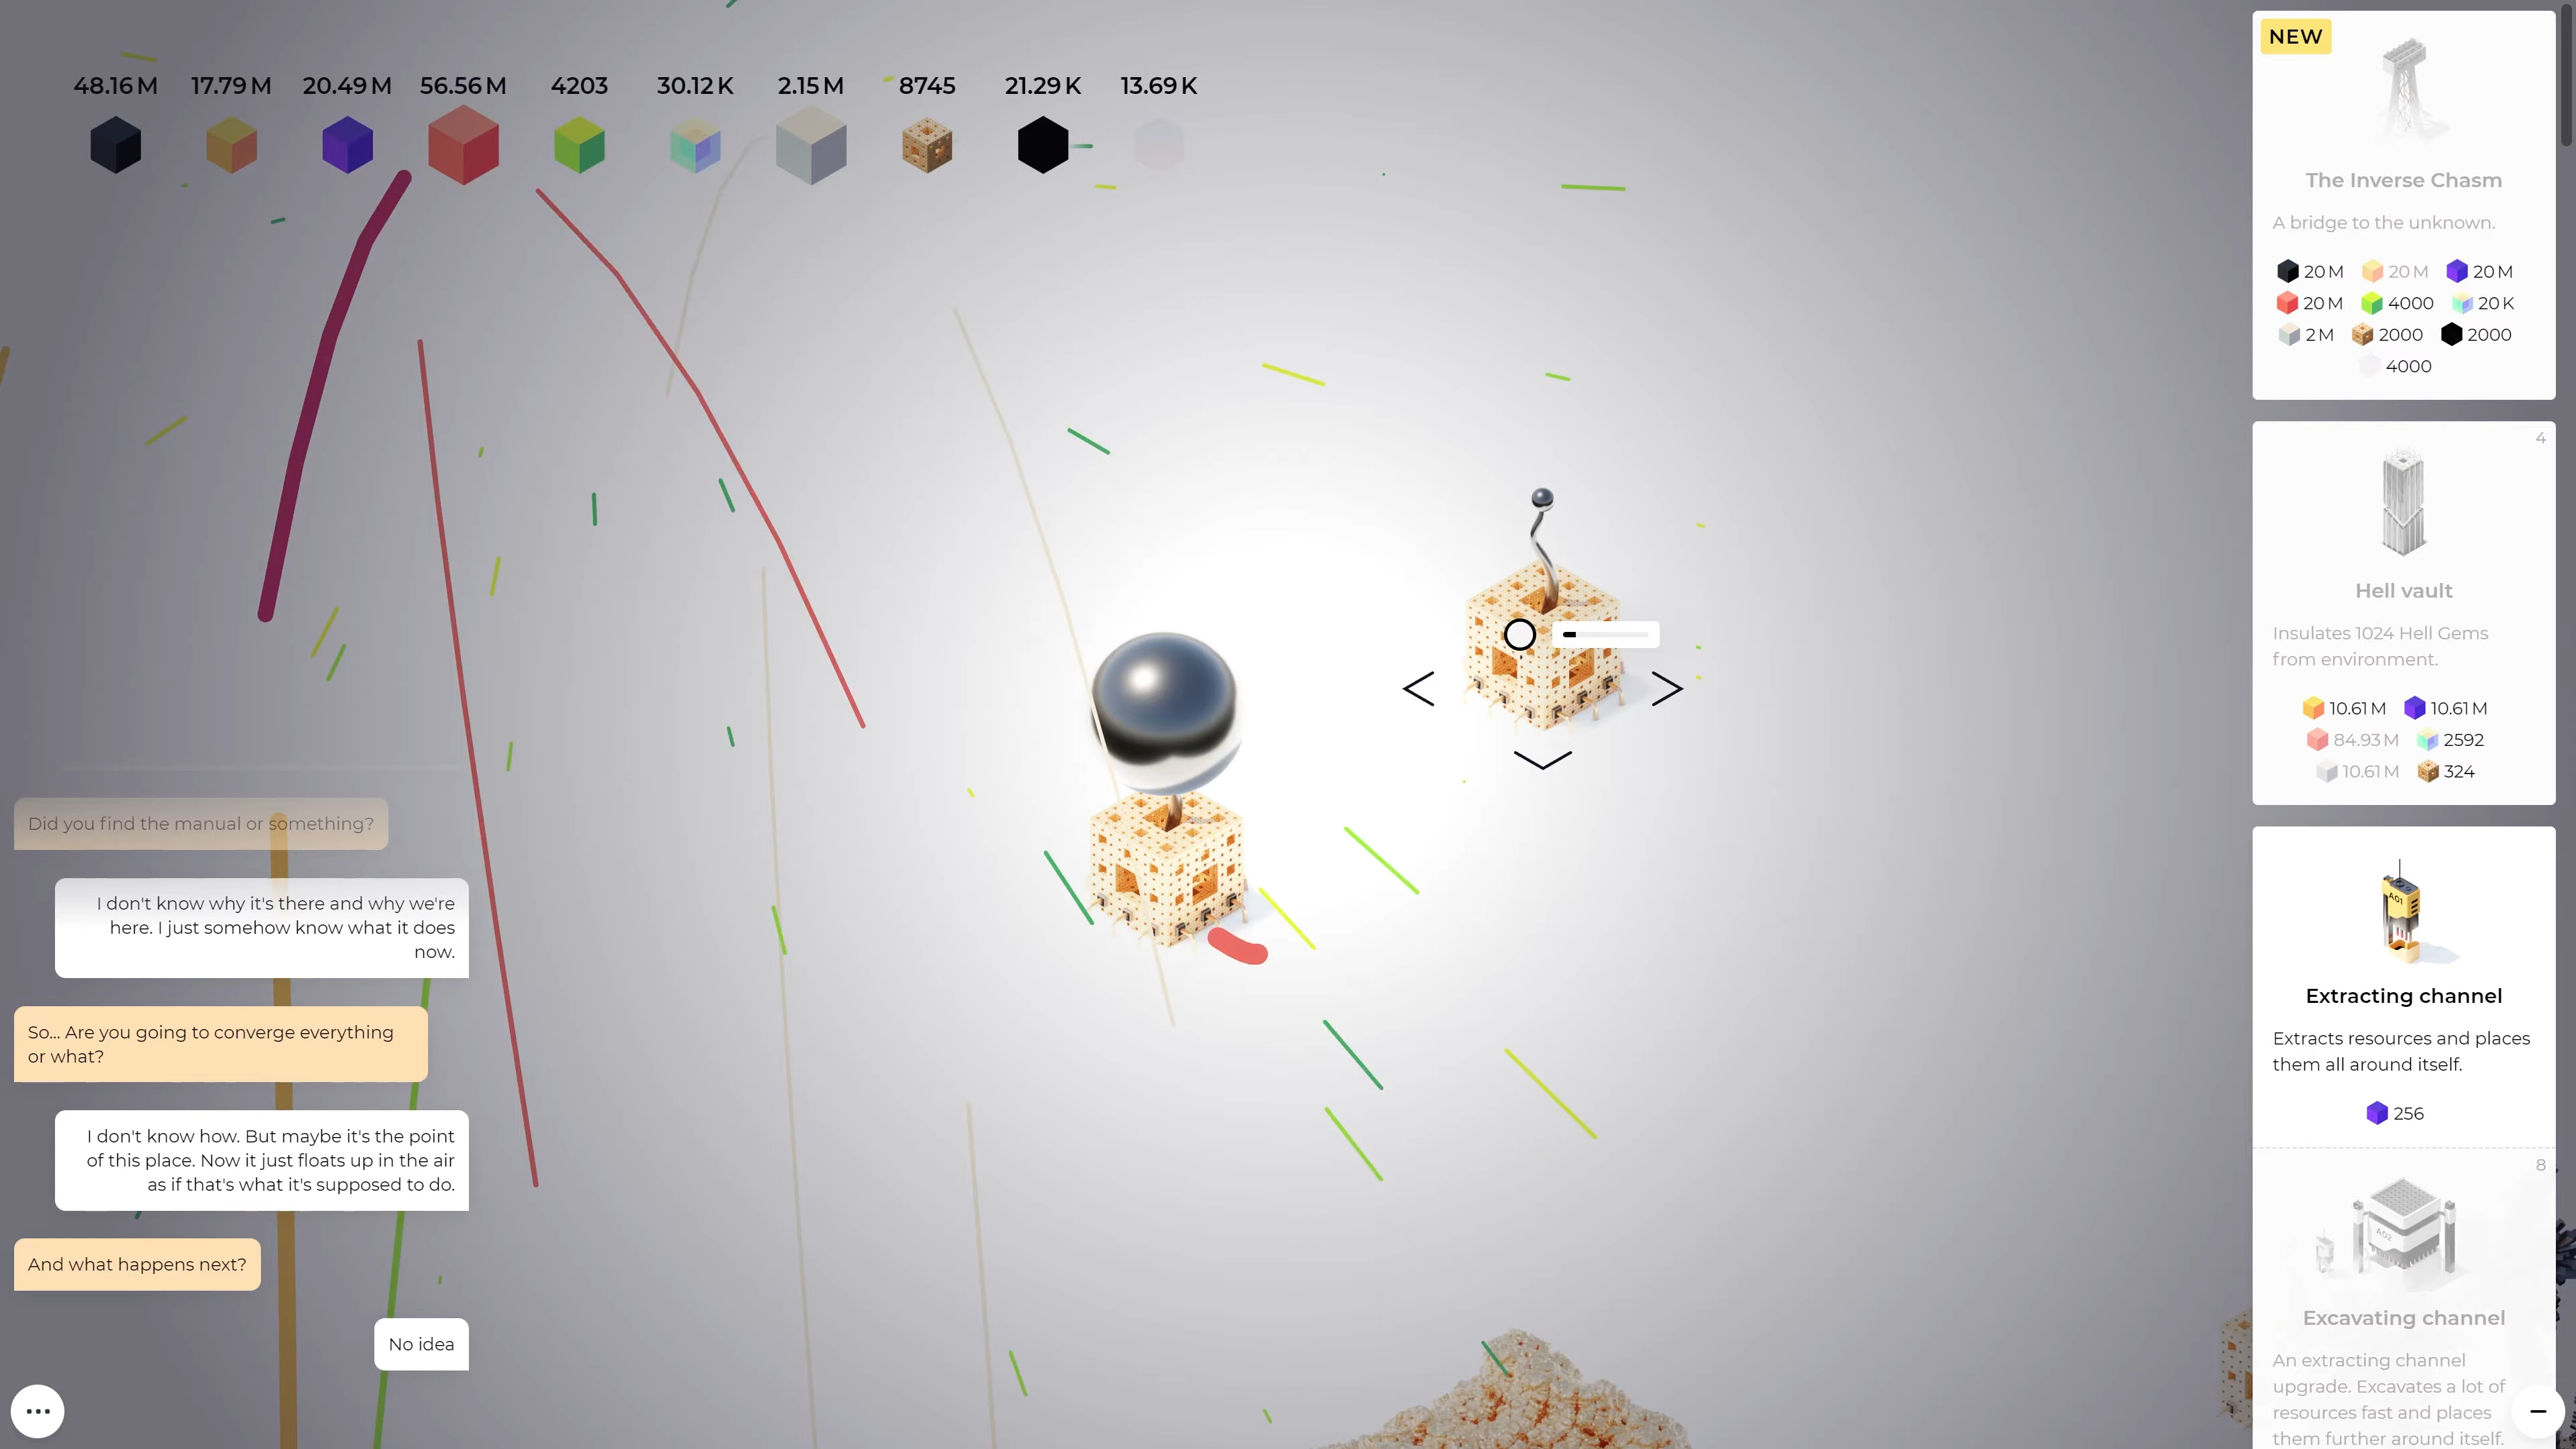 48.16 M 17.79 M 20.49 M 56.56 M 4203 30.12 K 2.15 M 8745 21.29 K 13.69 K
Did you find the manual or something?
I don't know why it's there and why we're
here. I just somehow know what it does
now.
So... Are you going to converge everything
or what?
I don't know how. But maybe it's the point
of this place. Now it just floats up in the air
as if that's what it's supposed to do.
And what happens next?
No idea
NEW
The Inverse Chasm
A bridge to the unknown.
20 M 20 M 20 M
20 M 4000 20 K
2 M 2000 2000
4000
4
Hell vault
Insulates 1024 Hell Gems
from environment.
10.61 M 10.61 M
84.93 M 2592
10.61 M 324
A01
Extracting channel
Extracts resources and places
them all around itself.
256
8
A02
Excavating channel
An extracting channel
upgrade. Excavates a lot of
resources fast and places
them further around itself.